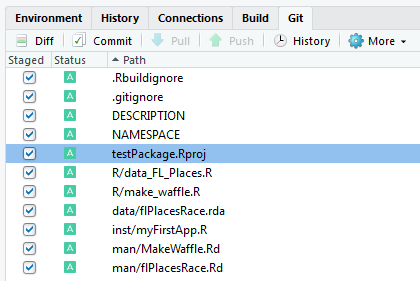 Environment History Connections Build Git
Diff Commit Pull Push History More
Staged Status Path
A .Rbuildignore
A .gitignore
A DESCRIPTION
A NAMESPACE
A testPackage.Rproj
A R/data_FL_Places.R
A R/make_waffle.R
A data/flPlacesRace.rda
A inst/myFirstApp.R
A man/MakeWaffle.Rd
A man/flPlacesRace.Rd